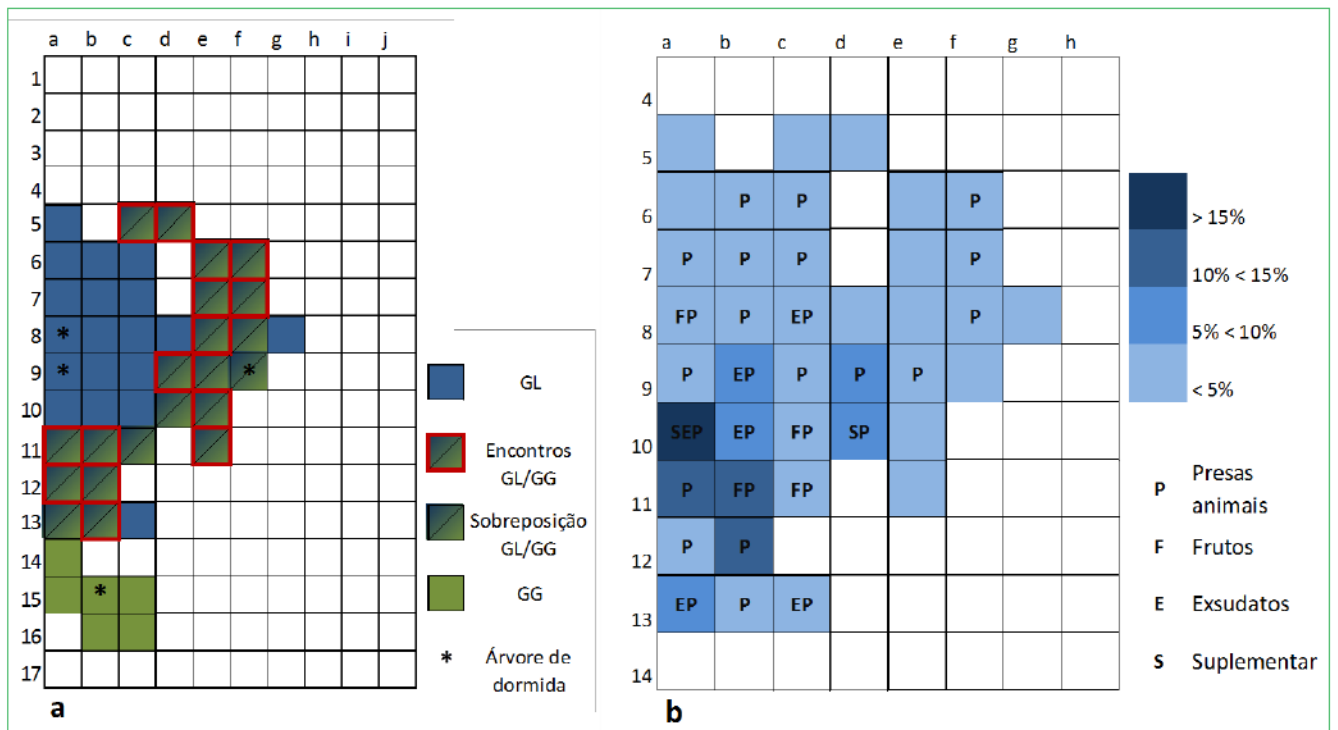 a b c d e f g h i j
1
2
3
4
5
6
7
8 *
9 * *
10
11
12
13
14
15 *
16
17
a
GL
Encontros
GL/GG
Sobreposição
GL/GG
GG
* Árvore de
dormida
a b c d e f g h
4
5
6 P P P
7 P P P P
8 FP P EP P
9 P EP P P P
10 SEP EP FP SP
11 P FP FP
12 P P
13 EP P EP
14
b
> 15%
10% < 15%
5% < 10%
< 5%
P Presas
animais
F Frutos
E Exsudatos
S Suplementar